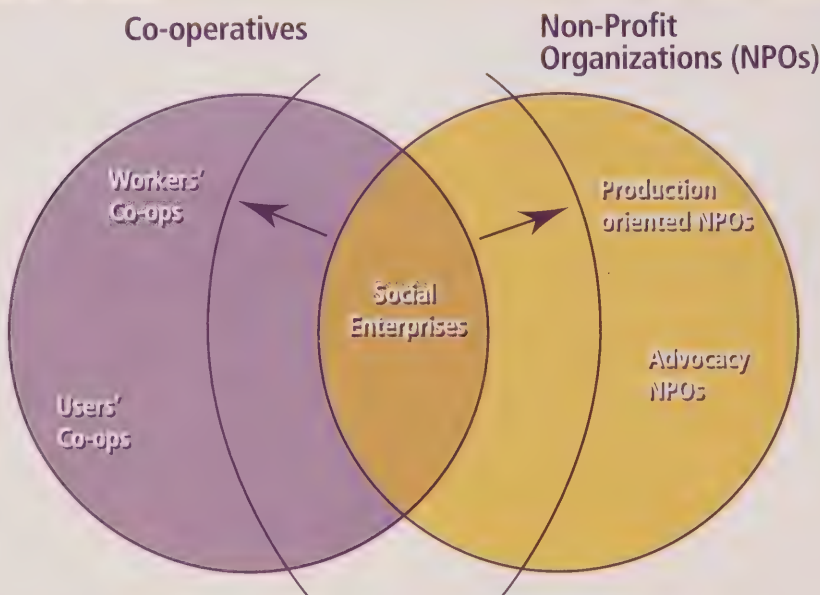 Co-operatives
Non-Profit
Organizations (NPOs)
Workers'
Co-ops
Users'
Co-ops
Social
Enterprises
Production
oriented NPOs
Advocacy
NPOs